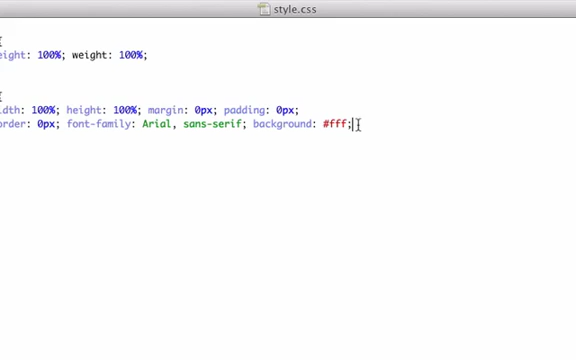 style.css
{
eight: 100%; weight: 100%;
{
idth: 100%; height: 100%; margin: 0px; padding: 0px;
order: 0px; font-family: Arial, sans-serif; background: #fff;